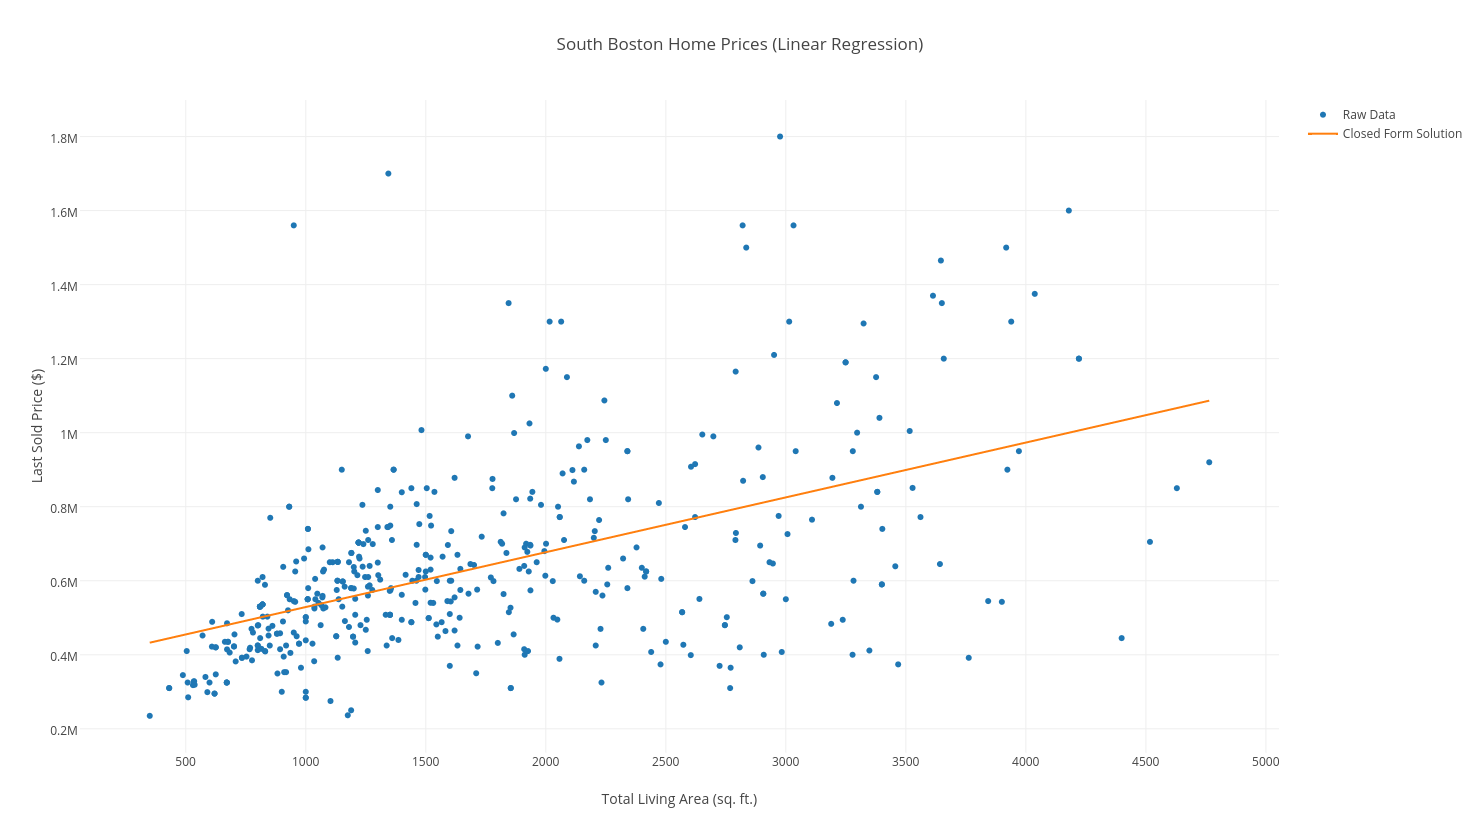 South Boston Home Prices (Linear Regression)
Raw Data
Closed Form Solution
1.8M
1.6M
1.4M
1.2M
1M
0.8M
0.6M
0.4M
0.2M
Last Sold Price ($)
500 1000 1500 2000 2500 3000 3500 4000 4500 5000
Total Living Area (sq. ft.)